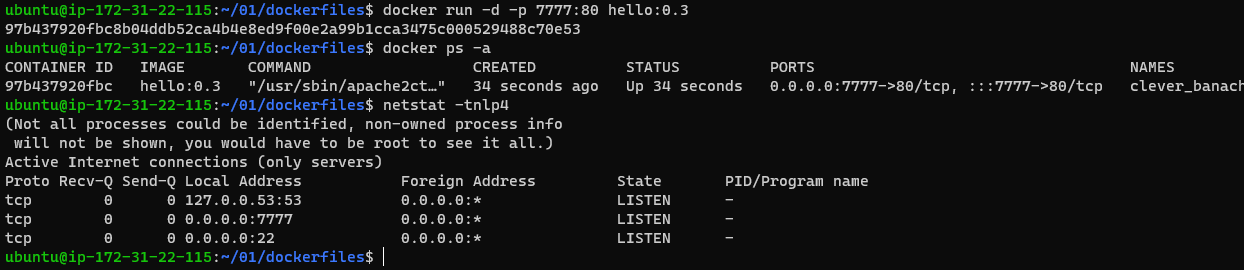 ubuntu@ip-172-31-22-115:~/01/dockerfiles$ docker run -d -p 7777:80 hello:0.3
97b437920fbc8b04ddb52ca4b4e8ed9f00e2a99b1cca3475c000529488c70e53
ubuntu@ip-172-31-22-115:~/01/dockerfiles$ docker ps -a
CONTAINER ID   IMAGE       COMMAND                  CREATED          STATUS          PORTS                                   NAMES
97b437920fbc   hello:0.3   "/usr/sbin/apache2ct…"   34 seconds ago   Up 34 seconds   0.0.0.0:7777->80/tcp, :::7777->80/tcp   clever_banach
ubuntu@ip-172-31-22-115:~/01/dockerfiles$ netstat -tnlp4
(Not all processes could be identified, non-owned process info
 will not be shown, you would have to be root to see it all.)
Active Internet connections (only servers)
Proto Recv-Q Send-Q Local Address           Foreign Address         State       PID/Program name
tcp        0      0 127.0.0.53:53           0.0.0.0:*               LISTEN      -
tcp        0      0 0.0.0.0:7777            0.0.0.0:*               LISTEN      -
tcp        0      0 0.0.0.0:22              0.0.0.0:*               LISTEN      -
ubuntu@ip-172-31-22-115:~/01/dockerfiles$